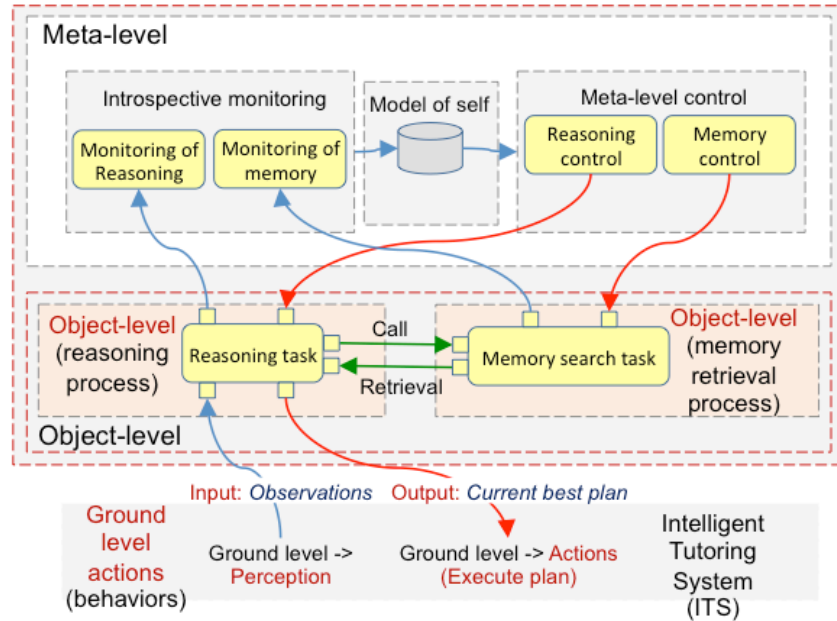 Meta-level
Introspective monitoring
Monitoring of
Reasoning
Monitoring of
memory
Model of self
Meta-level control
Reasoning
control
Memory
control
Object-level
(reasoning
process)
Reasoning task
Call
Retrieval
Memory search task
Object-level
(memory
retrieval
process)
Object-level
Input: Observations
Output: Current best plan
Ground
level
actions
(behaviors)
Ground level ->
Perception
Ground level -> Actions
(Execute plan)
Intelligent
Tutoring
System
(ITS)